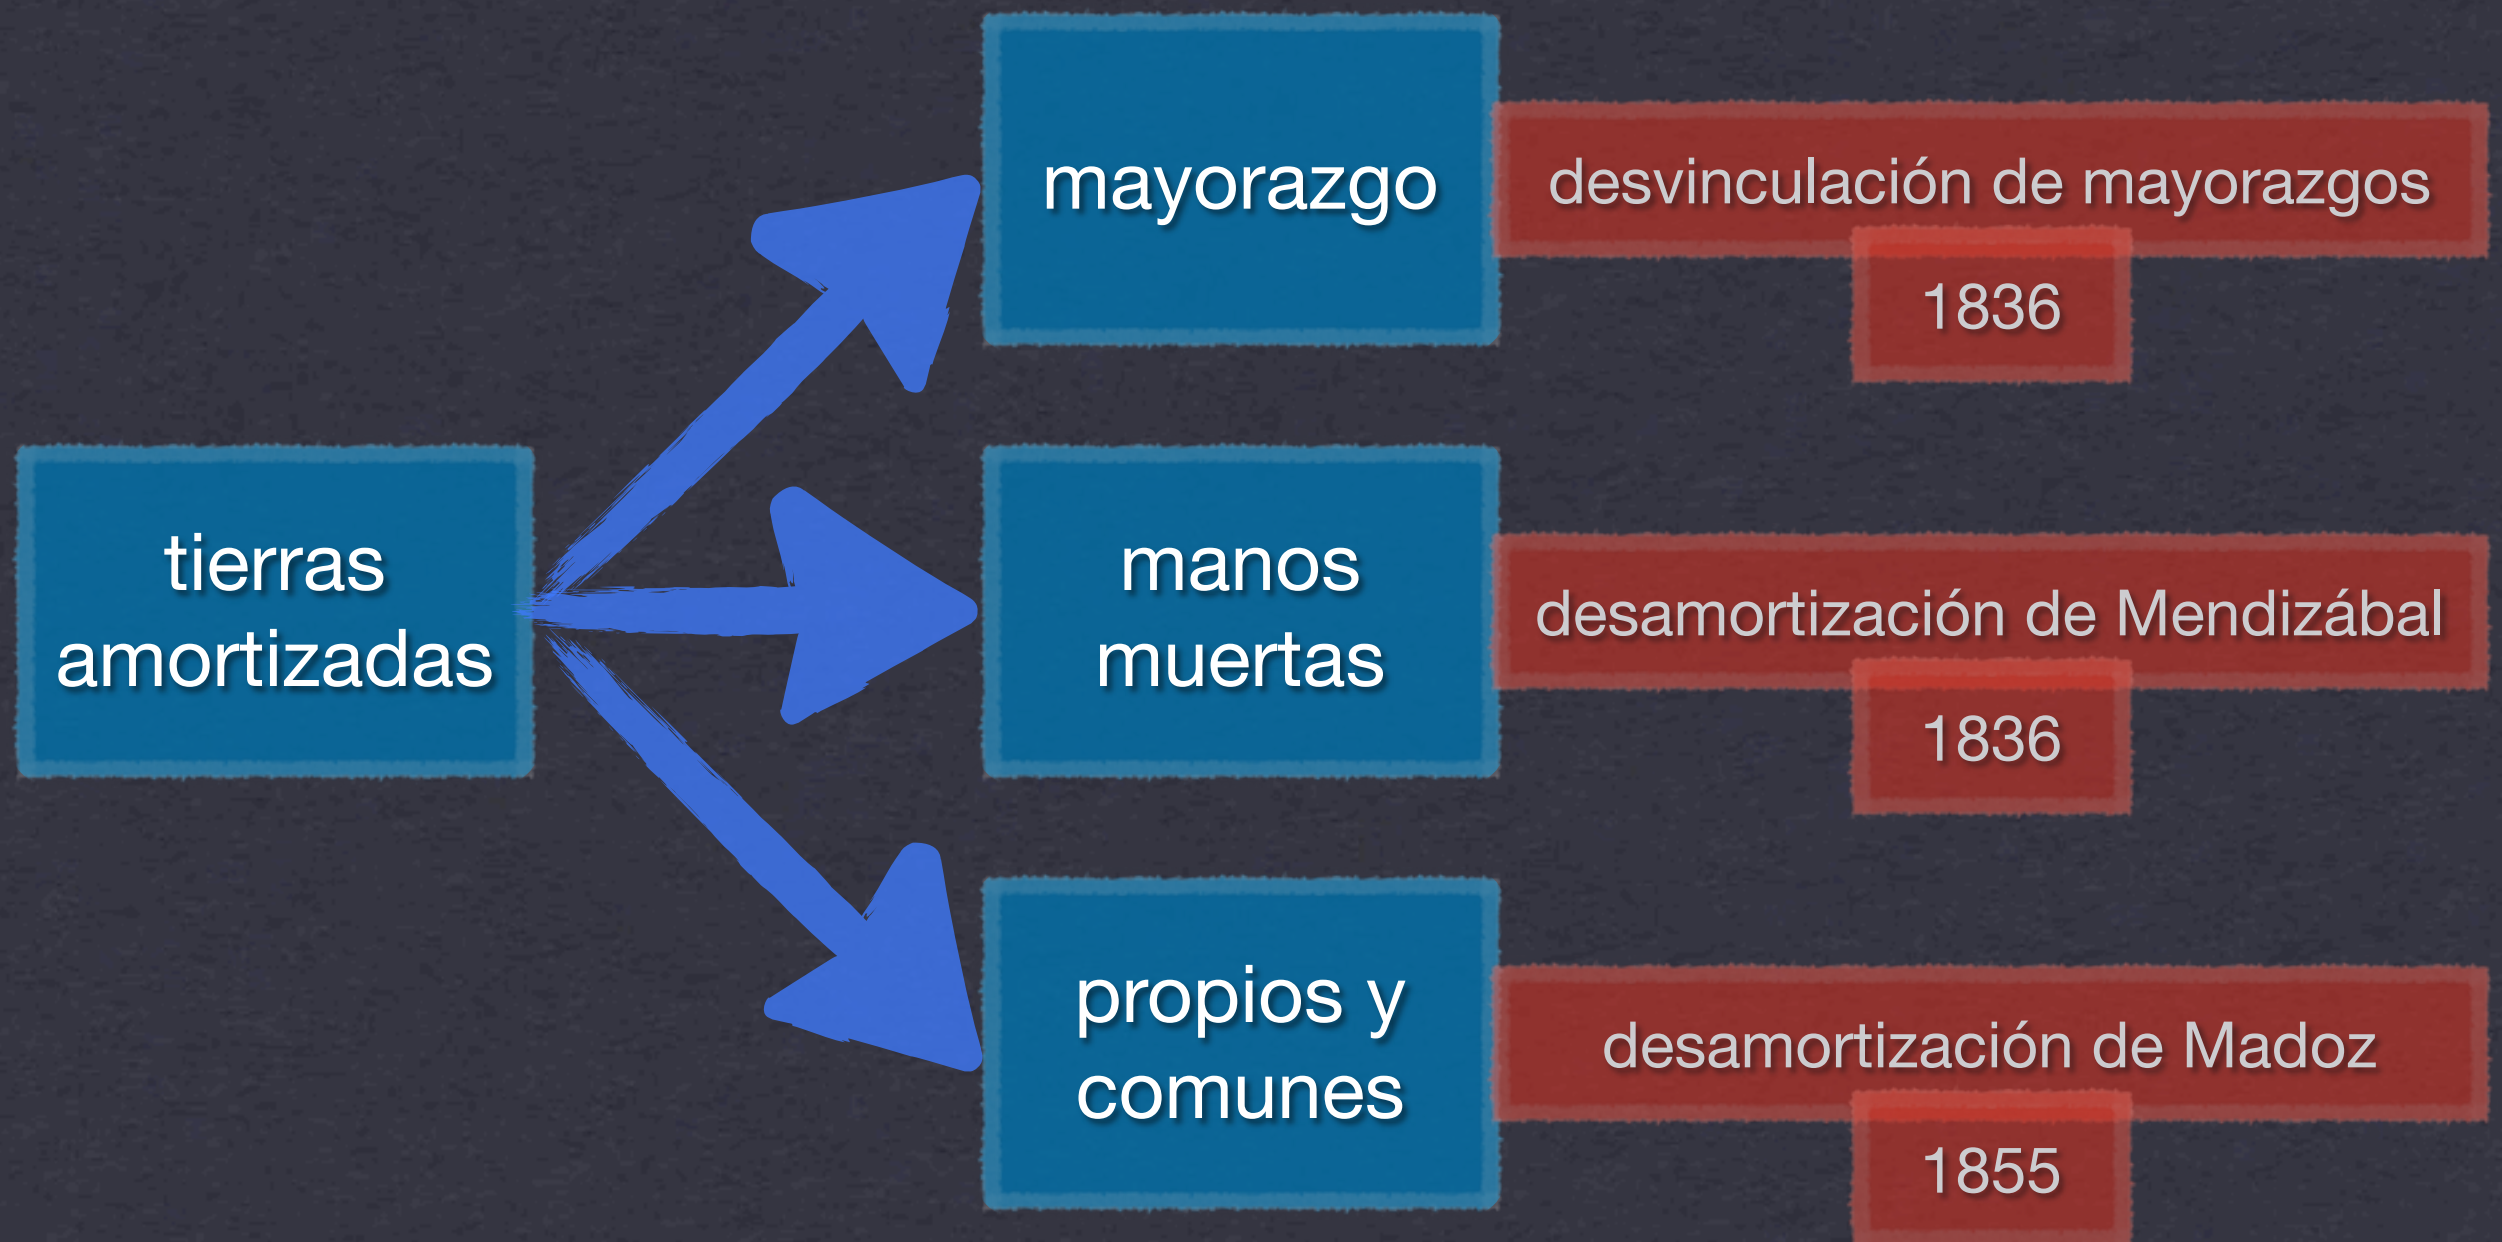 mayorazgo
desvinculación de mayorazgos
1836
tierras
amortizadas
manos
muertas
desamortización de Mendizábal
1836
propios y
comunes
desamortización de Madoz
1855